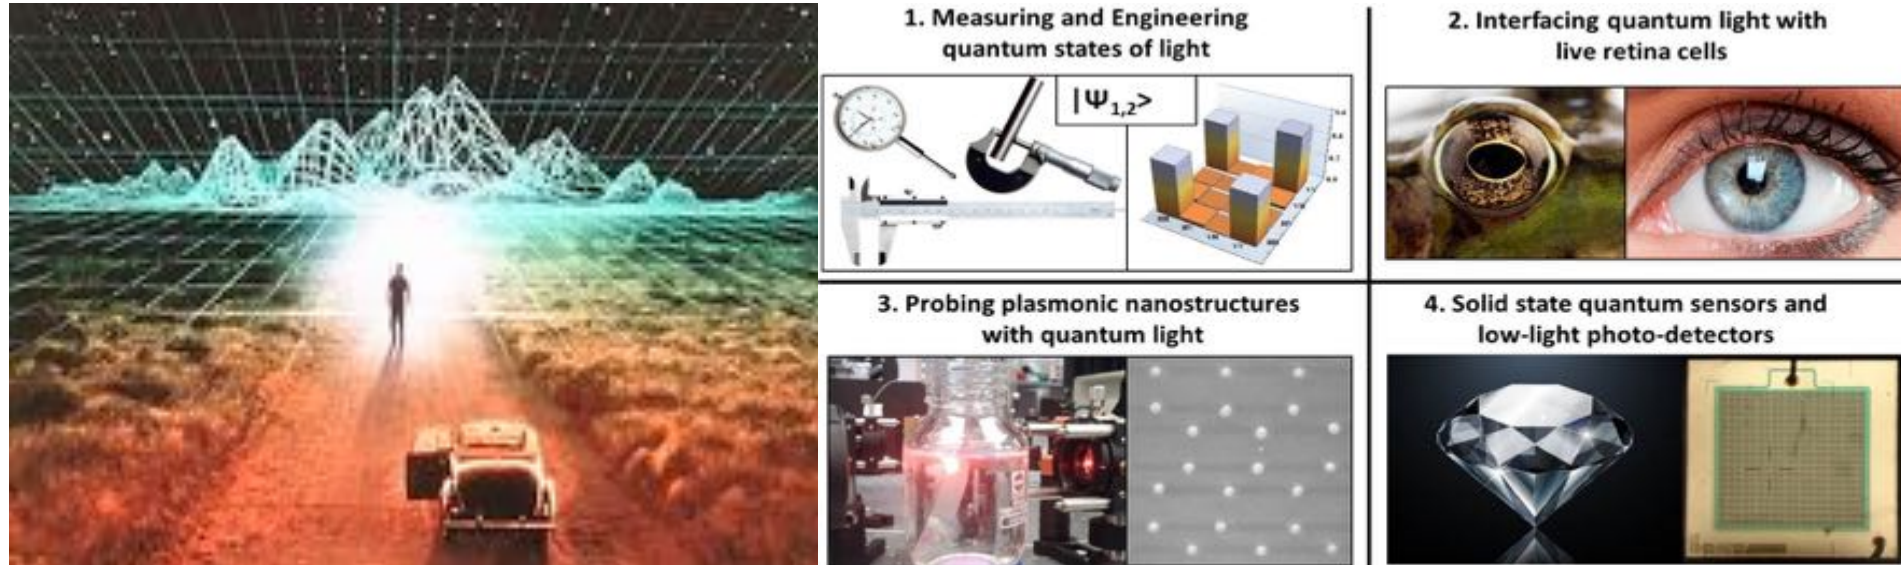 1. Measuring and Engineering
quantum states of light
|Ψ1,2>
2. Interfacing quantum light with
live retina cells
3. Probing plasmonic nanostructures
with quantum light
4. Solid state quantum sensors and
low-light photo-detectors